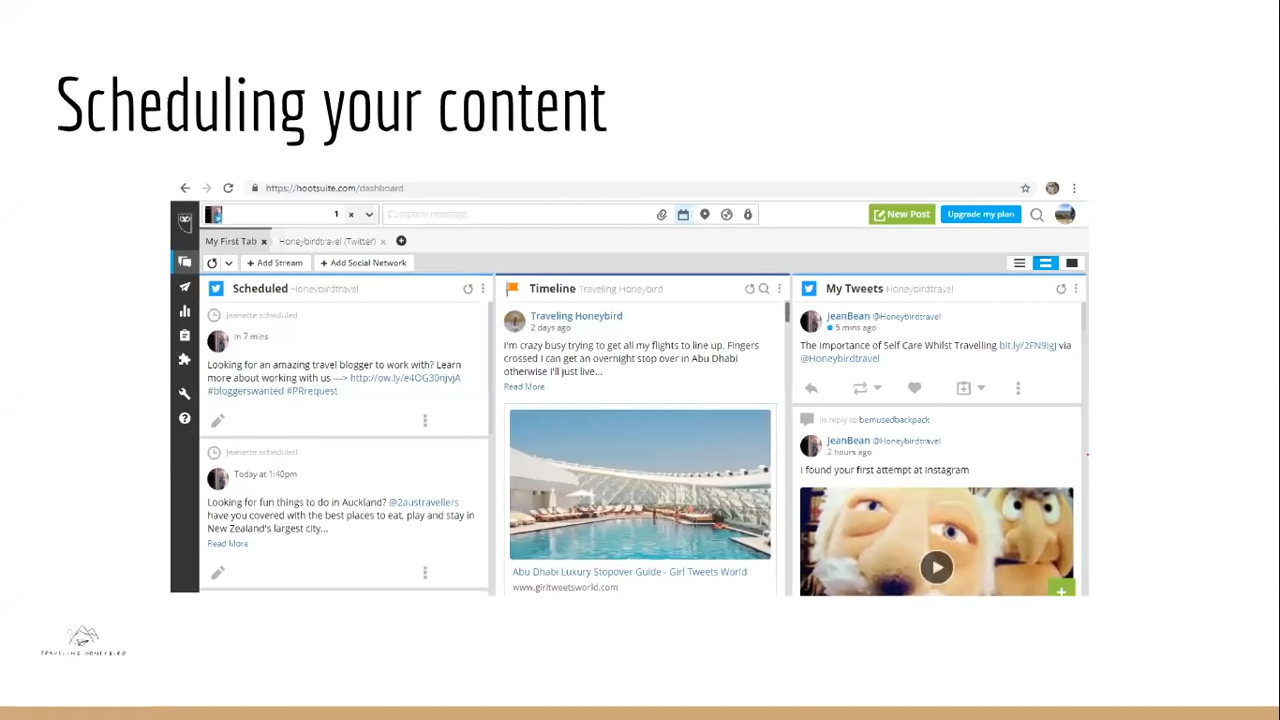 Scheduling your content
https://hootsuite.com/dashboard
1 x Compose message... New Post Upgrade my plan
My First Tab x Honeybirdtravel (Twitter) x
+ Add Stream + Add Social Network
Scheduled Honeybirdtravel
jeanette scheduled
in 7 mins
Looking for an amazing travel blogger to work with? Learn
more about working with us ---> http://ow.ly/e4OG30njvjA
#bloggerswanted #PRrequest
jeanette scheduled
Today at 1:40pm
Looking for fun things to do in Auckland? @2austravellers
have you covered with the best places to eat, play and stay in
New Zealand's largest city...
Read More
Timeline Traveling Honeybird
Traveling Honeybird
2 days ago
I'm crazy busy trying to get all my flights to line up. Fingers
crossed I can get an overnight stop over in Abu Dhabi
otherwise I'll just live...
Read More
Abu Dhabi Luxury Stopover Guide - Girl Tweets World
www.girltweetsworld.com
My Tweets Honeybirdtravel
JeanBean @Honeybirdtravel
5 mins ago
The importance of Self Care Whilst Travelling bit.ly/2FN9igJ via
@Honeybirdtravel
In reply to bemusedbackpack
JeanBean @Honeybirdtravel
2 hours ago
I found your first attempt at Instagram
TRAVELING HONEYBIRD